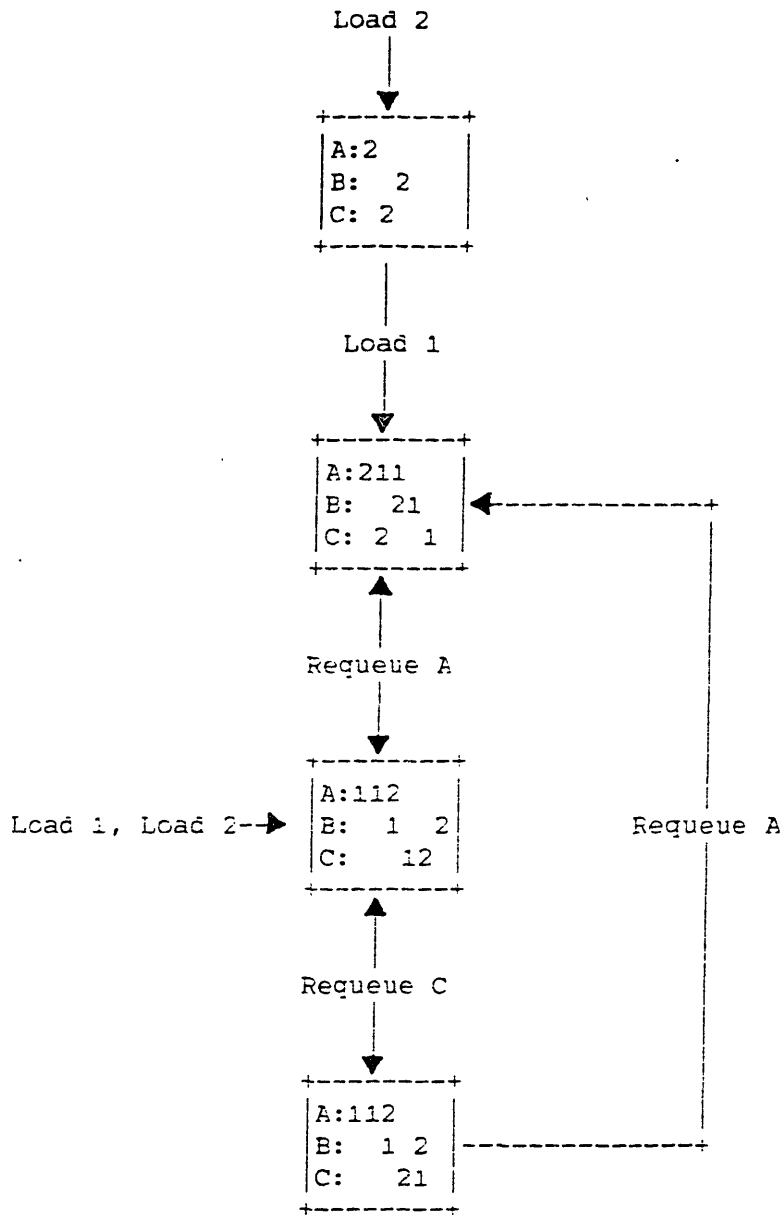 Load 2
A:2
B:  2
C: 2
Load 1
A:211
B:  21
C: 2  1
Requeue A
A:112
Load 1, Load 2
B:  1  2
C:   12
Requeue A
Requeue C
A:112
B:  1 2
C:   21